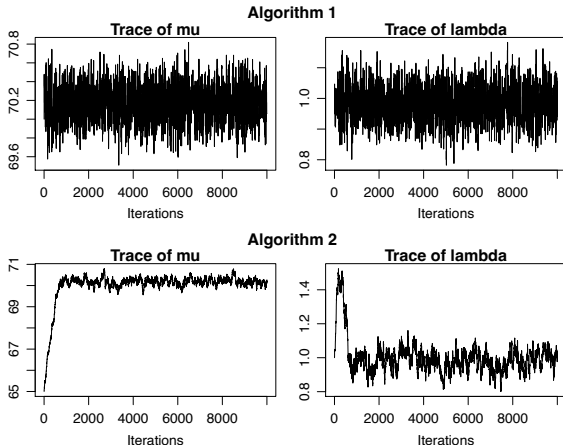 Algorithm 1
Trace of mu
Trace of lambda
70.8
70.2
69.6
0 2000 4000 6000 8000
Iterations
1.0
0.8
0 2000 4000 6000 8000
Iterations
Algorithm 2
Trace of mu
Trace of lambda
71
69
67
65
0 2000 4000 6000 8000
Iterations
1.4
1.2
1.0
0.8
0 2000 4000 6000 8000
Iterations